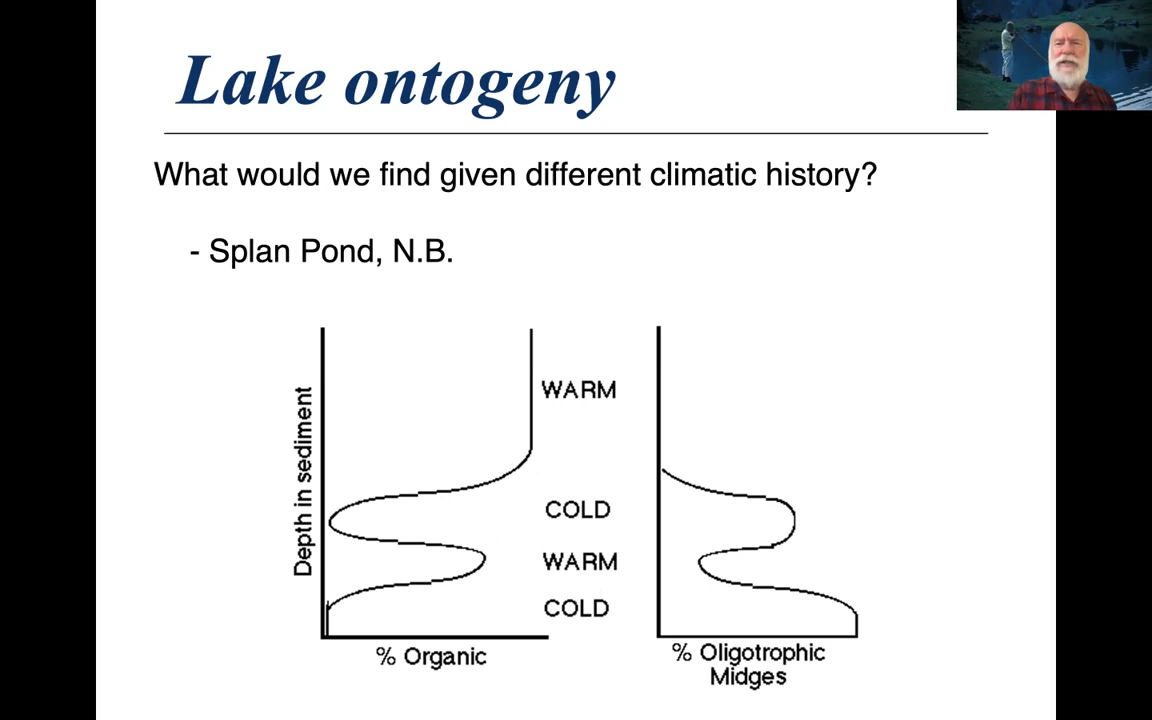 Lake ontogeny
What would we find given different climatic history?
- Splan Pond, N.B.
Depth in sediment
WARM
COLD
WARM
COLD
% Organic
% Oligotrophic
Midges